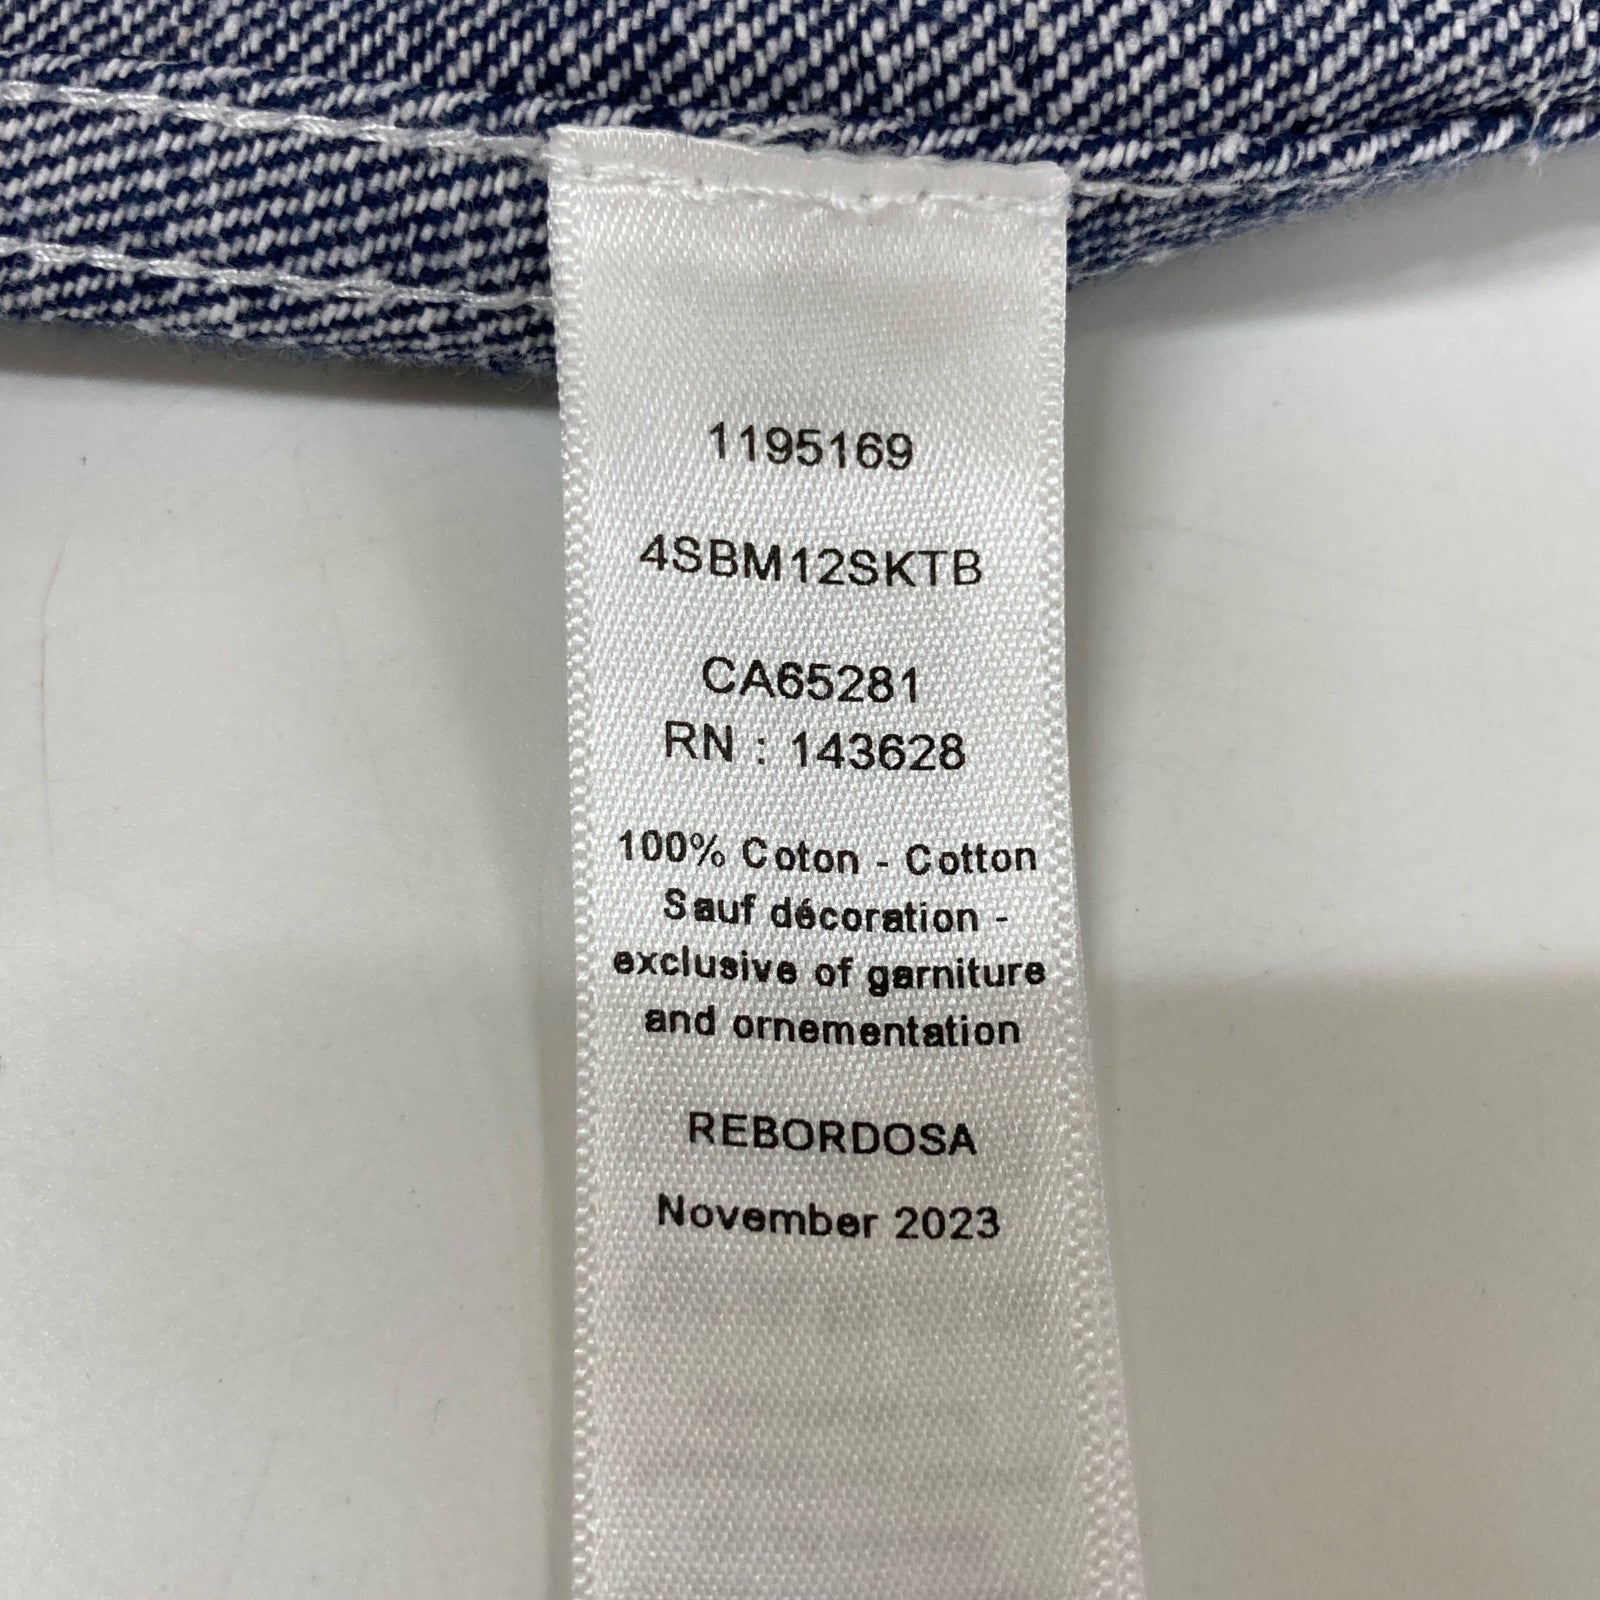 1195169
4SBM12SKTB
CA65281
RN : 143628
100% Coton - Cotton
Sauf décoration -
exclusive of garniture
and ornementation
REBORDOSA
November 2023